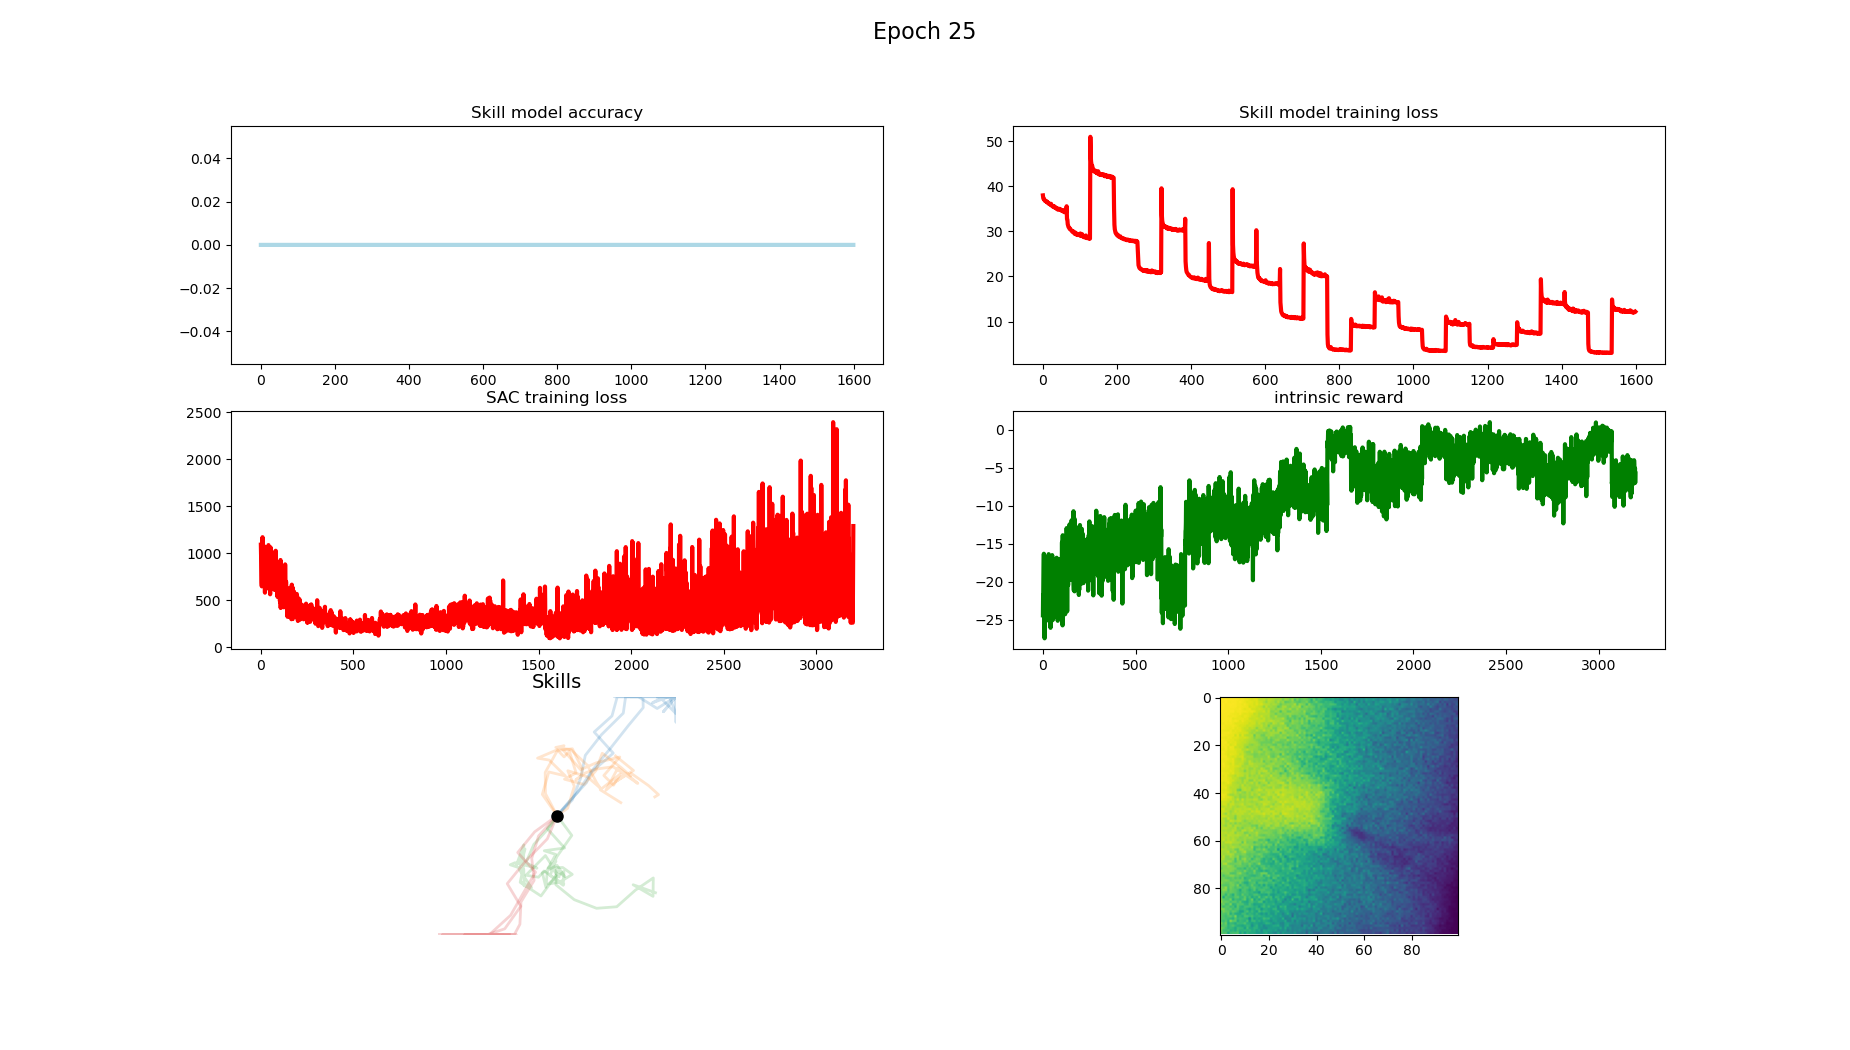 Epoch 25
Skill model accuracy
0.04
0.02
0.00
−0.02
−0.04
0 200 400 600 800 1000 1200 1400 1600
Skill model training loss
50
40
30
20
10
0 200 400 600 800 1000 1200 1400 1600
SAC training loss
2500
2000
1500
1000
500
0
0 500 1000 1500 2000 2500 3000
intrinsic reward
0
−5
−10
−15
−20
−25
0 500 1000 1500 2000 2500 3000
Skills
0
20
40
60
80
0 20 40 60 80